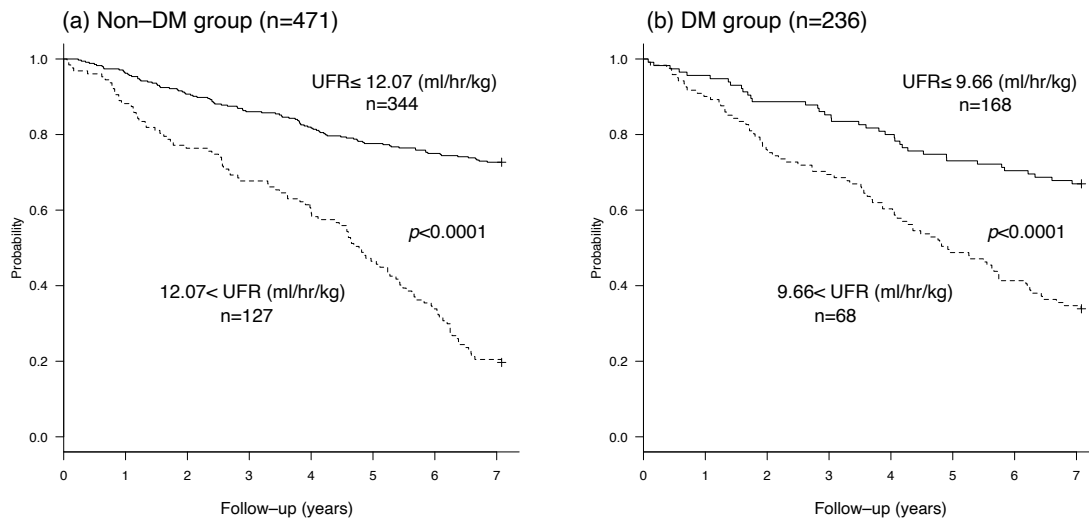 (a) Non–DM group (n=471)
1.0
0.8
0.6
0.4
0.2
0.0
Probability
UFR≤ 12.07 (ml/hr/kg)
n=344
p<0.0001
12.07< UFR (ml/hr/kg)
n=127
0 1 2 3 4 5 6 7
Follow–up (years)
(b) DM group (n=236)
1.0
0.8
0.6
0.4
0.2
0.0
Probability
UFR≤ 9.66 (ml/hr/kg)
n=168
p<0.0001
9.66< UFR (ml/hr/kg)
n=68
0 1 2 3 4 5 6 7
Follow–up (years)